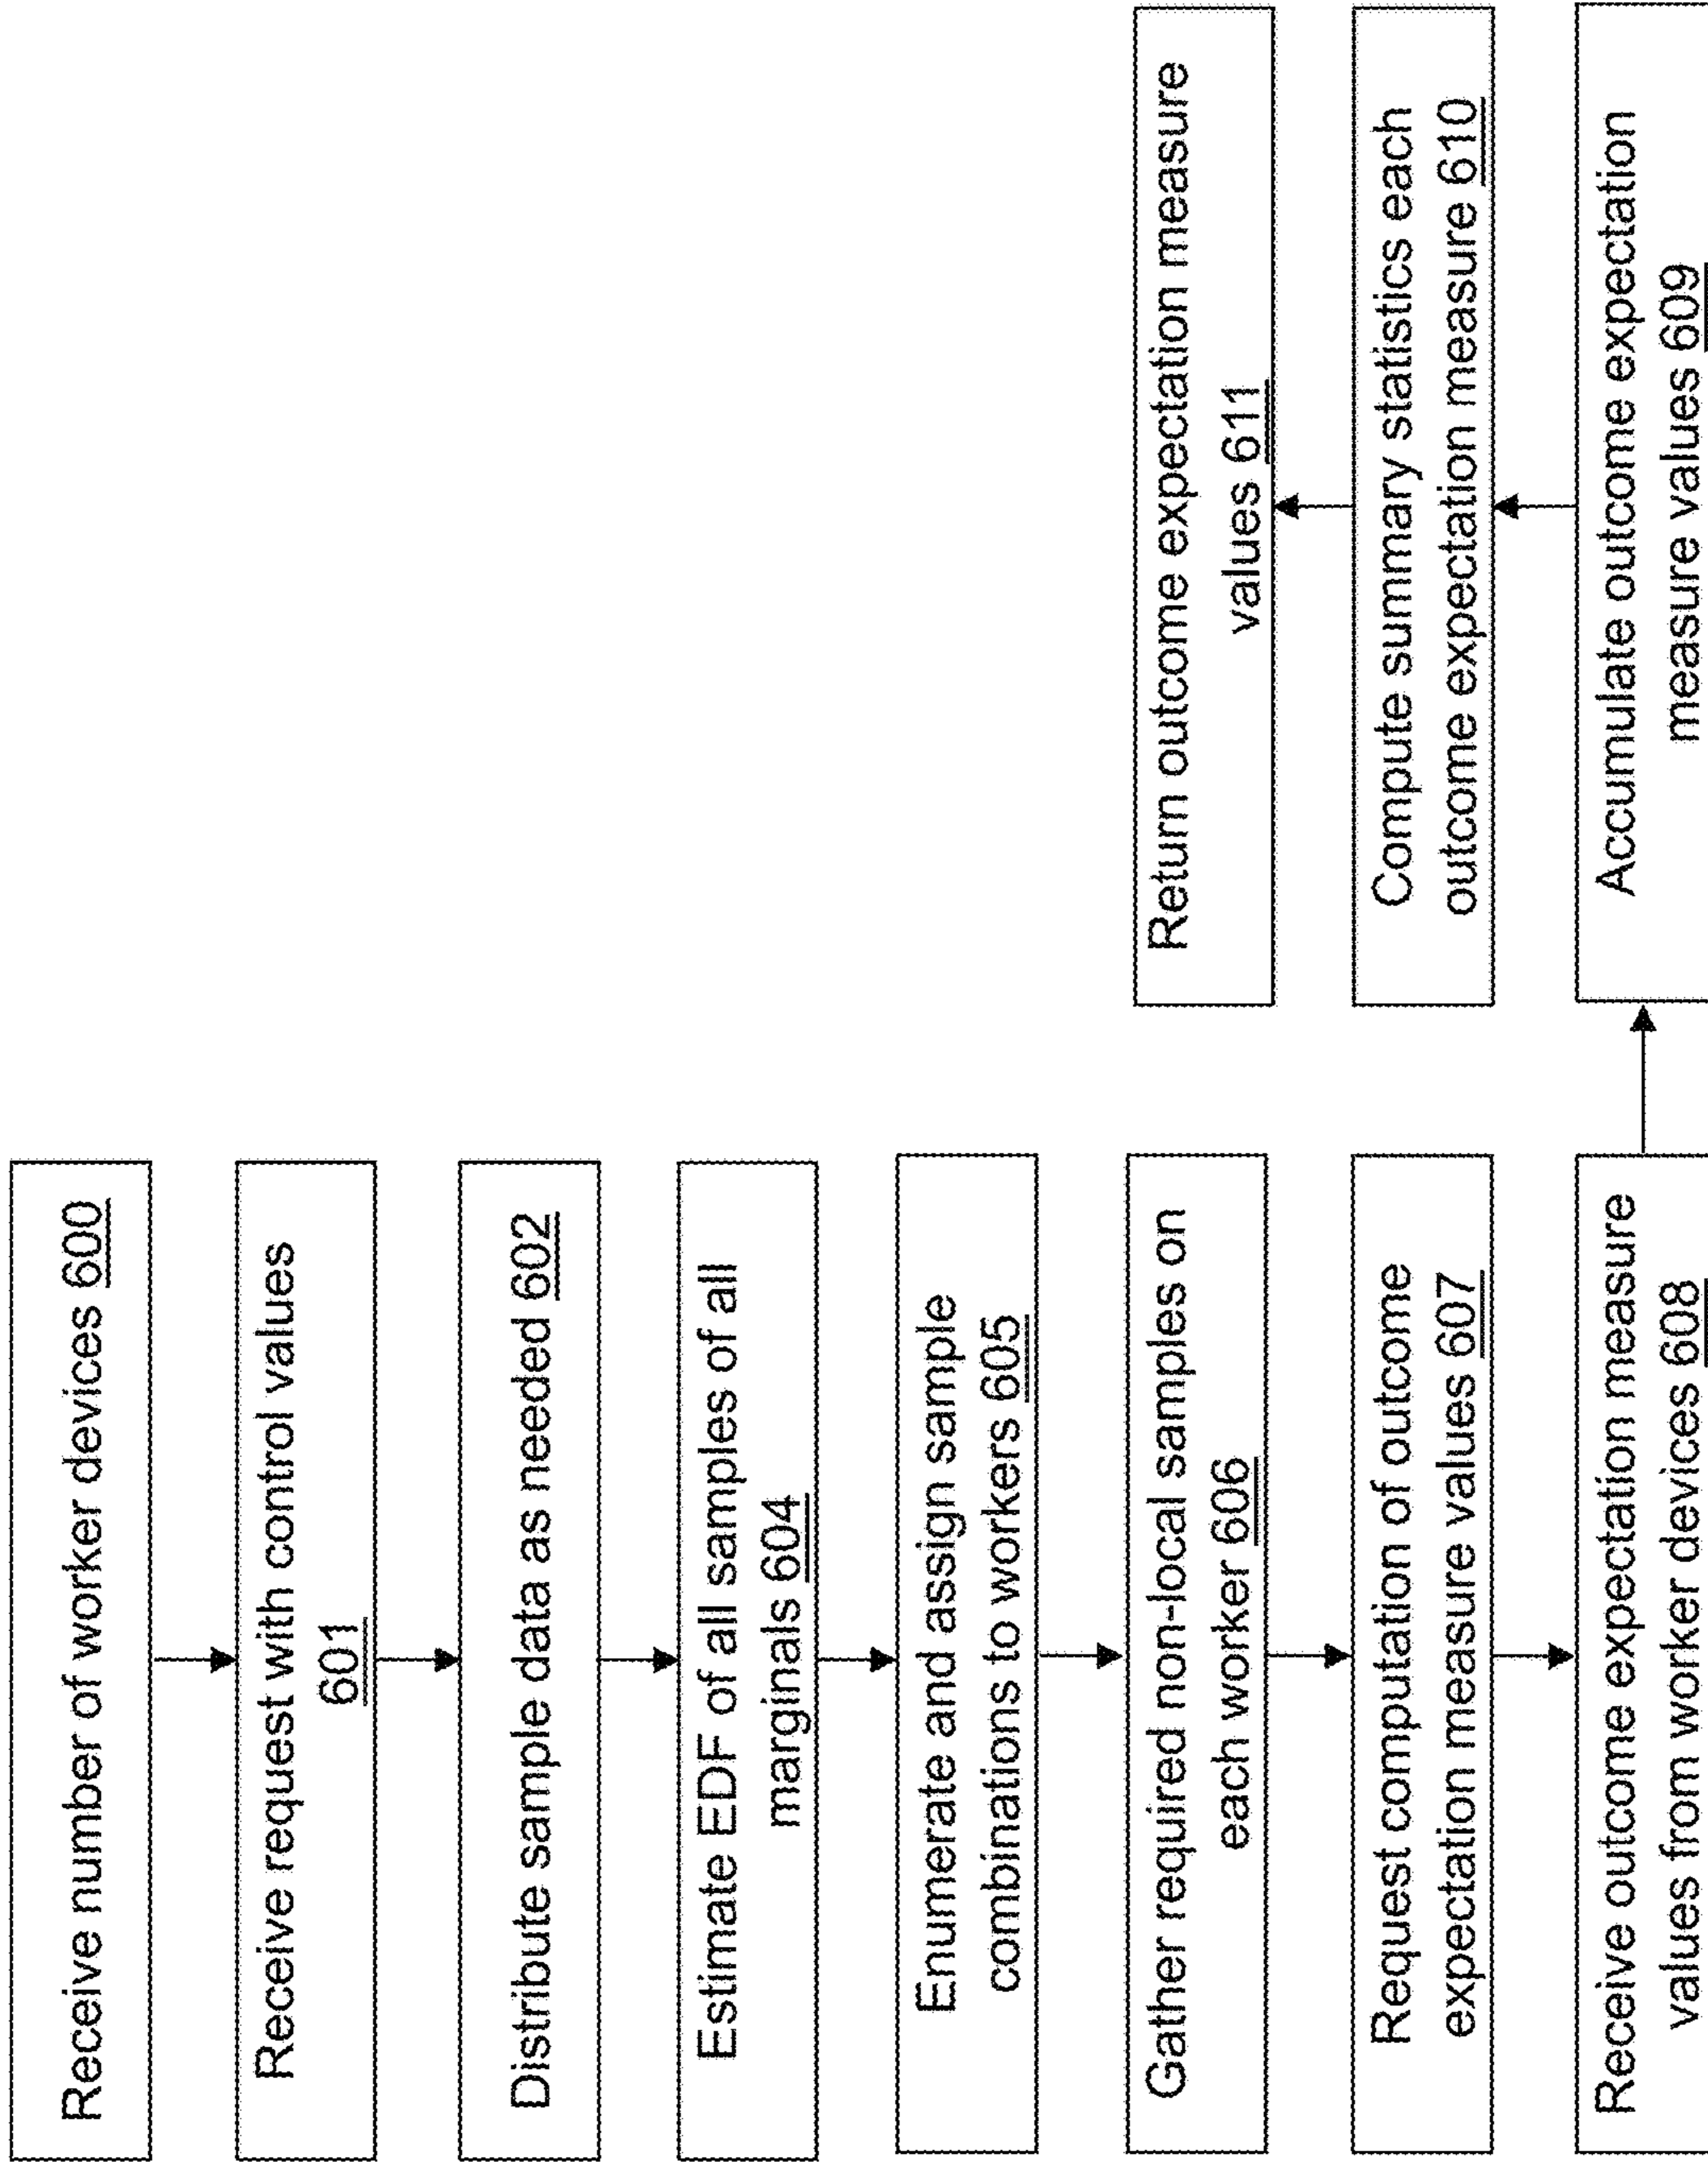 Receive number of worker devices 600
Receive request with control values
601
Distribute sample data as needed 602
Estimate EDF of all samples of all
marginals 604
Enumerate and assign sample
combinations to workers 605
Gather required non-local samples on
each worker 606
Request computation of outcome
expectation measure values 607
Receive outcome expectation measure
values from worker devices 608
Accumulate outcome expectation
measure values 609
Compute summary statistics each
outcome expectation measure 610
Return outcome expectation measure
values 611